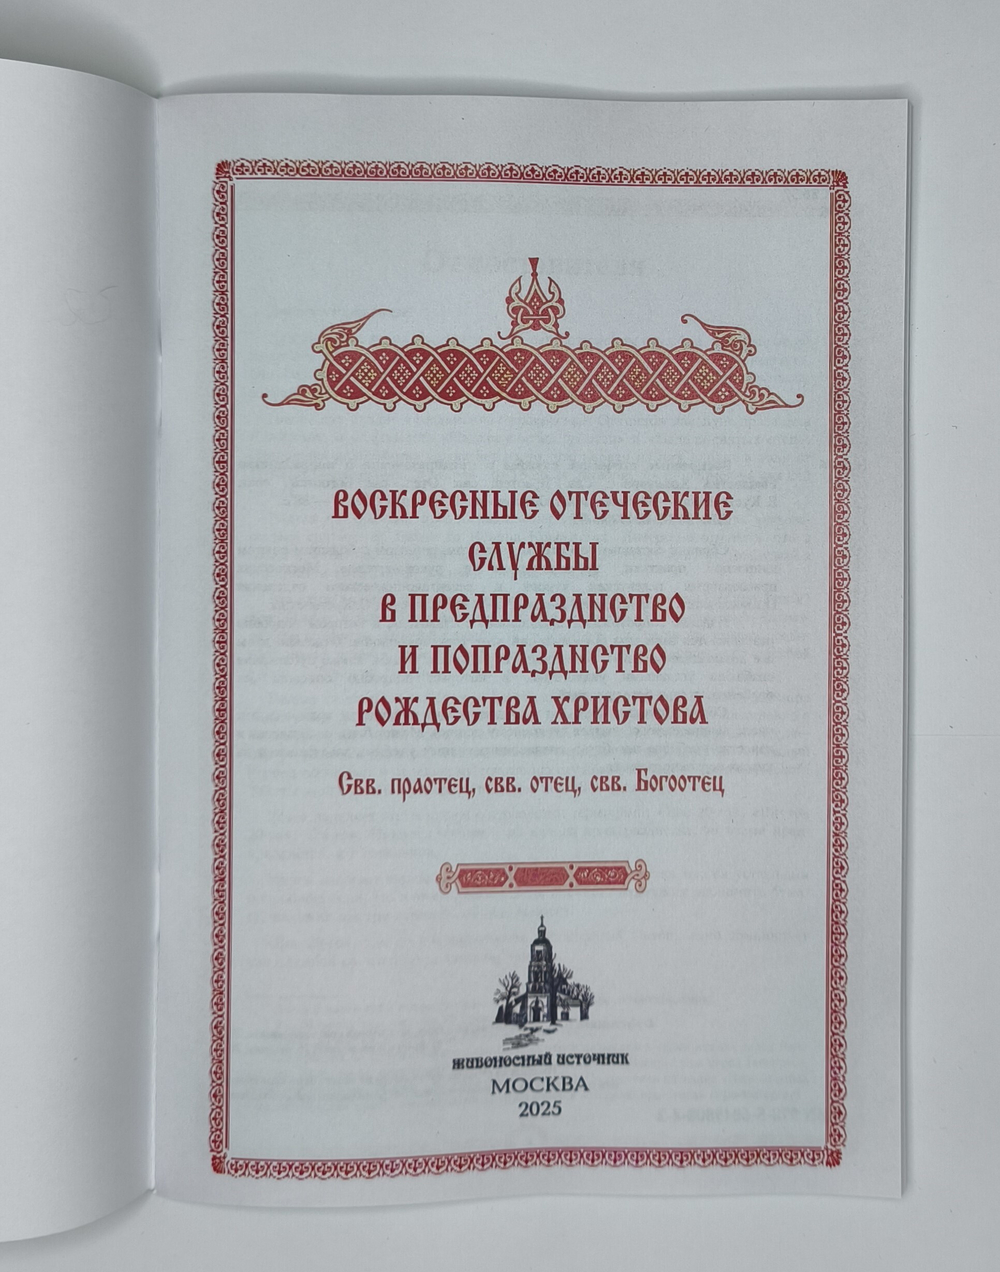 ВОСКРЕСНЫЕ ОТЕЧЕСКИЕ
СЛУЖБЫ
В ПРЕДПРАЗДНСТВО
И ПОПРАЗДНСТВО
РОЖДЕСТВА ХРИСТОВА
Свв. праотец, свв. отец, свв. Богоотец
ЖИВОНОСНЫЙ ИСТОЧНИК
МОСКВА
2025